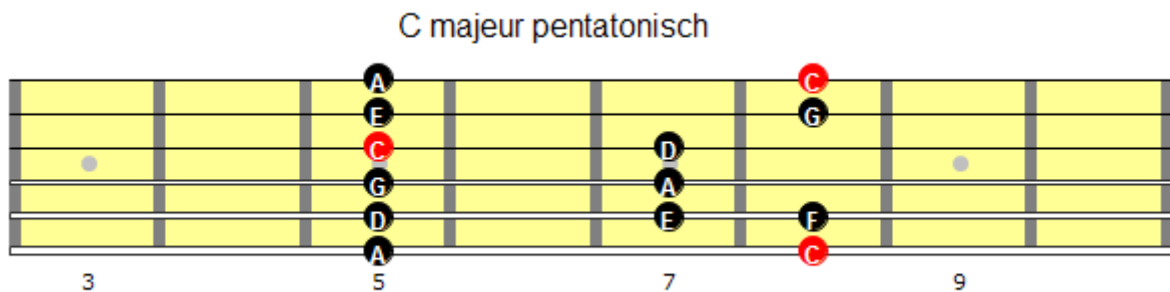 C majeur pentatonisch
A C
E G
C D
G A
D E F
A C
3 5 7 9